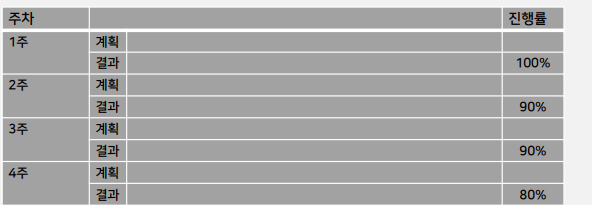 주차 진행률
1주 계획
결과 100%
2주 계획
결과 90%
3주 계획
결과 90%
4주 계획
결과 80%